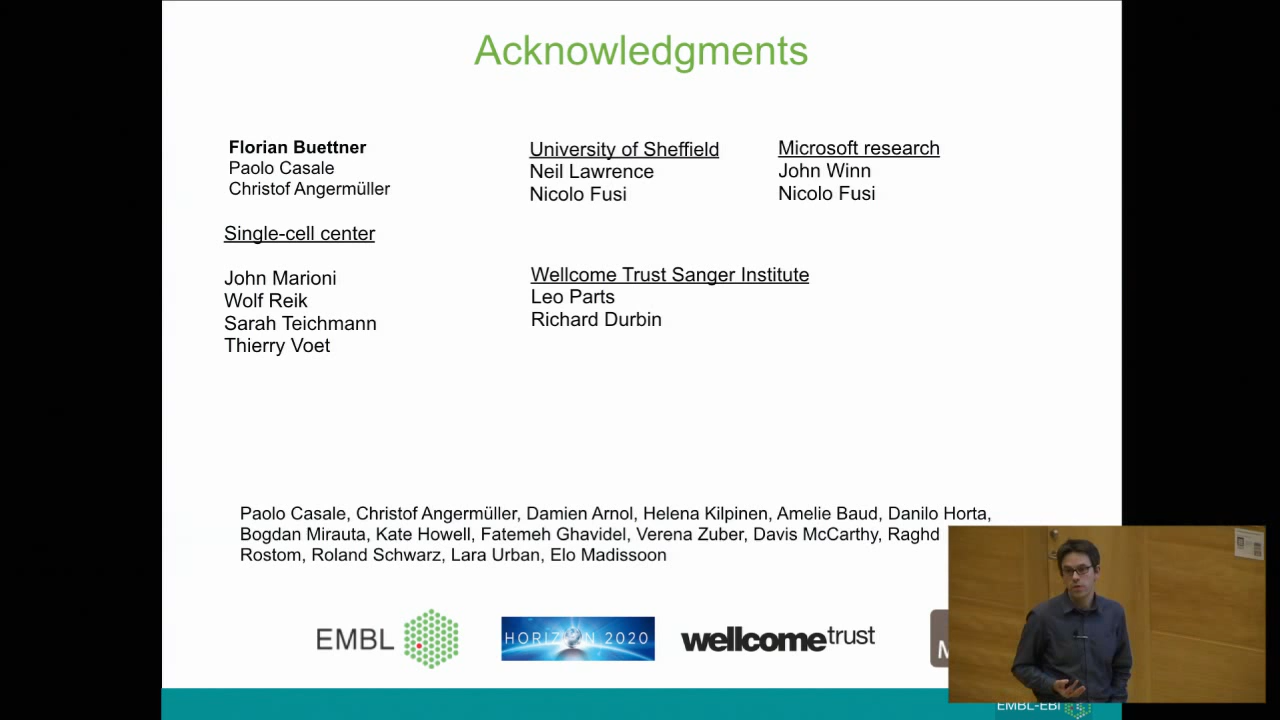 Acknowledgments
Florian Buettner
Paolo Casale
Christof Angermüller
Single-cell center
John Marioni
Wolf Reik
Sarah Teichmann
Thierry Voet
University of Sheffield
Neil Lawrence
Nicolo Fusi
Microsoft research
John Winn
Nicolo Fusi
Wellcome Trust Sanger Institute
Leo Parts
Richard Durbin
Paolo Casale, Christof Angermüller, Damien Arnol, Helena Kilpinen, Amelie Baud, Danilo Horta,
Bogdan Mirauta, Kate Howell, Fatemeh Ghavidel, Verena Zuber, Davis McCarthy, Raghd
Rostom, Roland Schwarz, Lara Urban, Elo Madissoon
EMBL
HORIZON 2020
wellcometrust
EMBL-EBI